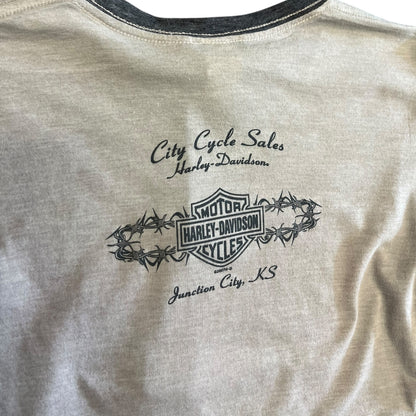 City Cycle Sales
Harley-Davidson®
MOTOR
HARLEY-DAVIDSON
CYCLES
Junction City, KS